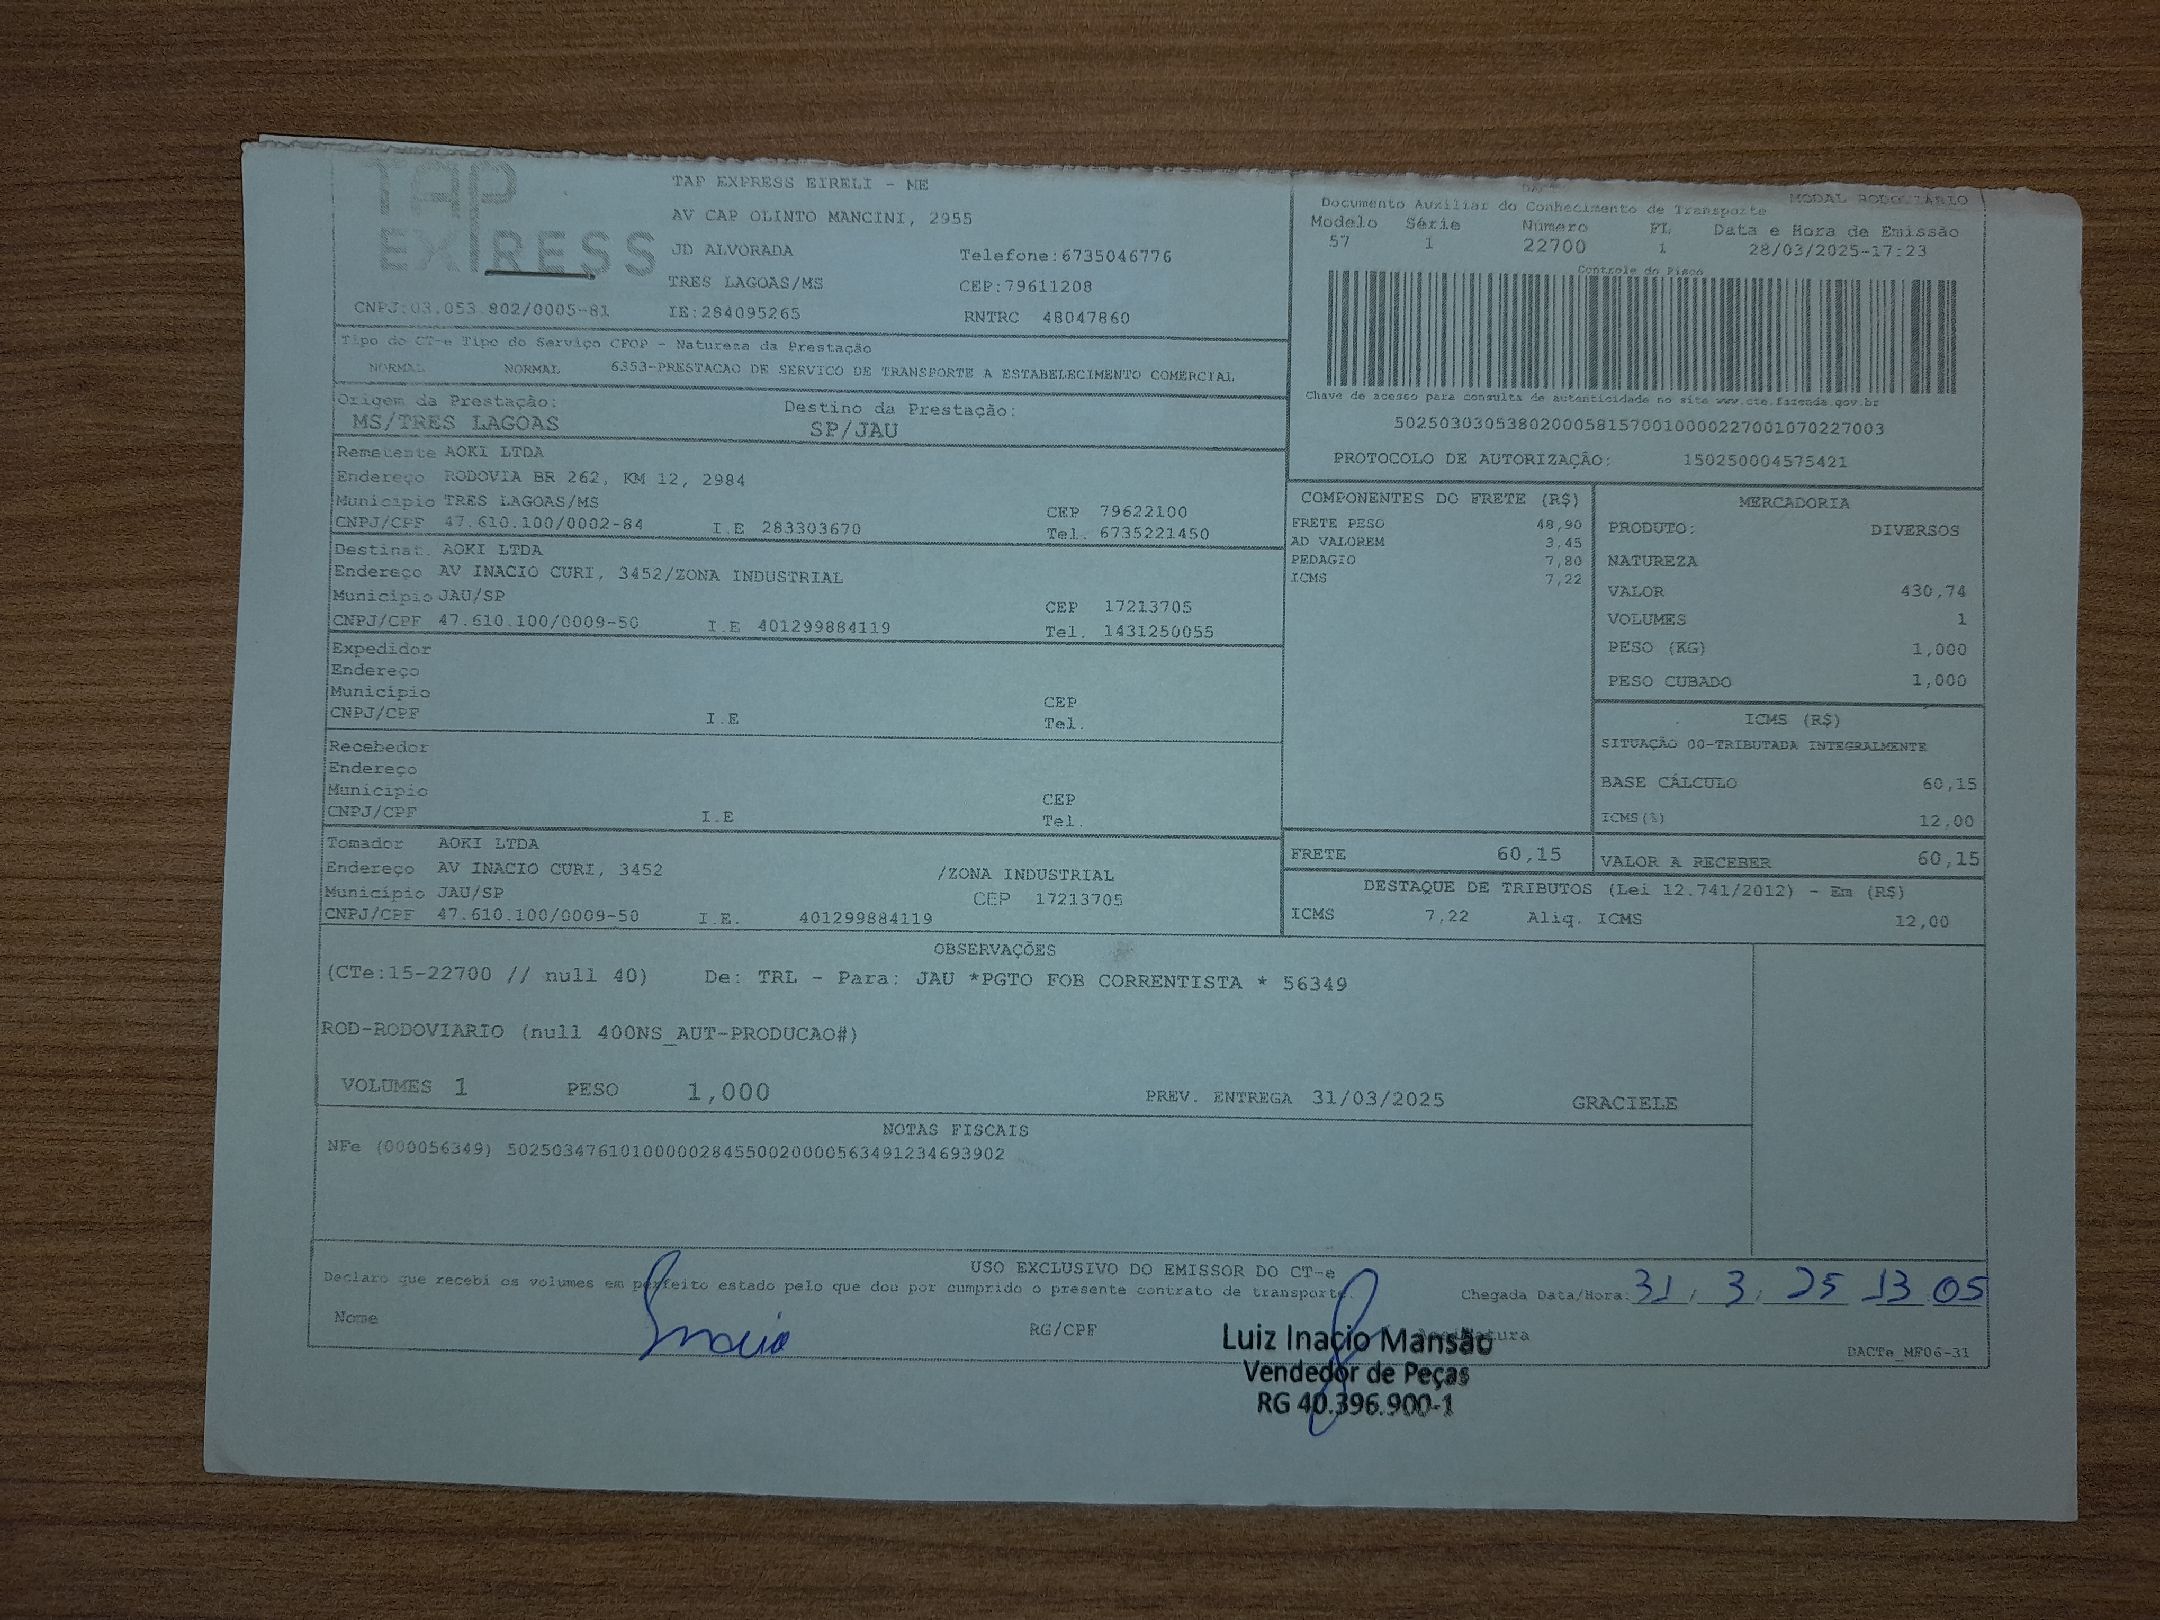 TAP
EXPRESS
TAP EXPRESS EIRELI - ME
AV CAP OLINTO MANCINI, 2955
JD ALVORADA Telefone:6735046776
TRES LAGOAS/MS CEP:79611208
CNPJ:03.053.802/0005-81 IE:284095265 RNTRC 48047860
MODAL RODOVIARIO
Documento Auxiliar do Conhecimento de Transporte
Modelo Série Número FL Data e Hora de Emissão
57 1 22700 1 28/03/2025-17:23
Controle do Fisco
Chave de acesso para consulta de autenticidade no site www.cte.fazenda.gov.br
50250303053802000581570010000227001070227003
PROTOCOLO DE AUTORIZAÇÃO: 150250004575421
Tipo do CT-e Tipo do Serviço CFOP - Natureza da Prestação
NORMAL NORMAL 6353-PRESTACAO DE SERVICO DE TRANSPORTE A ESTABELECIMENTO COMERCIAL
Origem da Prestação: Destino da Prestação:
MS/TRES LAGOAS SP/JAU
Remetente AOKI LTDA
Endereço RODOVIA BR 262, KM 12, 2984
Município TRES LAGOAS/MS CEP 79622100
CNPJ/CPF 47.610.100/0002-84 I.E 283303670 Tel. 6735221450
Destinat. AOKI LTDA
Endereço AV INACIO CURI, 3452/ZONA INDUSTRIAL
Município JAU/SP CEP 17213705
CNPJ/CPF 47.610.100/0009-50 I.E 401299884119 Tel. 1431250055
Expedidor
Endereço
Município CEP
CNPJ/CPF I.E Tel.
Recebedor
Endereço
Município CEP
CNPJ/CPF I.E Tel.
Tomador AOKI LTDA
Endereço AV INACIO CURI, 3452 /ZONA INDUSTRIAL
Município JAU/SP CEP 17213705
CNPJ/CPF 47.610.100/0009-50 I.E. 401299884119
COMPONENTES DO FRETE (R$)
FRETE PESO 48,90
AD VALOREM 3,45
PEDAGIO 7,80
ICMS 7,22
MERCADORIA
PRODUTO: DIVERSOS
NATUREZA
VALOR 430,74
VOLUMES 1
PESO (KG) 1,000
PESO CUBADO 1,000
ICMS (R$)
SITUAÇÃO 00-TRIBUTADA INTEGRALMENTE
BASE CÁLCULO 60,15
ICMS(%) 12,00
FRETE 60,15 VALOR A RECEBER 60,15
DESTAQUE DE TRIBUTOS (Lei 12.741/2012) - Em (R$)
ICMS 7,22 Aliq. ICMS 12,00
OBSERVAÇÕES
(CTe:15-22700 // null 40) De: TRL - Para: JAU *PGTO FOB CORRENTISTA * 56349
ROD-RODOVIARIO (null 400NS_AUT-PRODUCAO#)
VOLUMES 1 PESO 1,000 PREV. ENTREGA 31/03/2025 GRACIELE
NOTAS FISCAIS
NFe (000056349) 50250347610100000284550020000563491234693902
USO EXCLUSIVO DO EMISSOR DO CT-e
Declaro que recebi os volumes em perfeito estado pelo que dou por cumprido o presente contrato de transporte. Chegada Data/Hora: 31, 3, 25 13 05
Nome Inacio RG/CPF Assinatura
Luiz Inacio Mansão
Vendedor de Peças
RG 40.396.900-1
DACTe_MF06-31